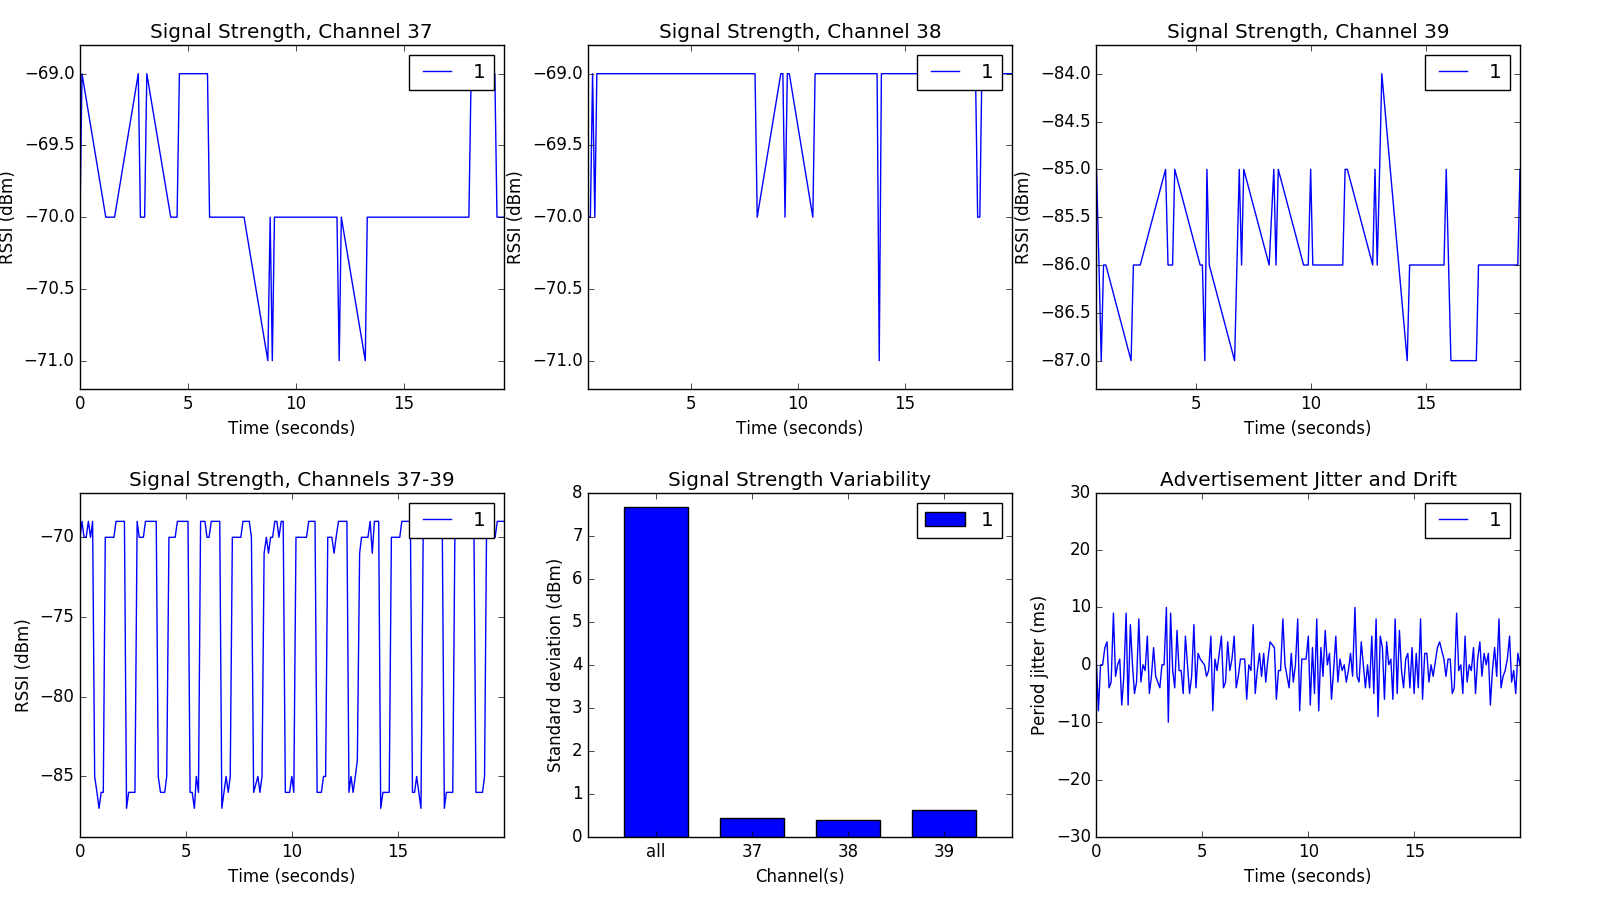 Signal Strength, Channel 37
−69.0
−69.5
−70.0
−70.5
−71.0
RSSI (dBm)
0 5 10 15
Time (seconds)
1
Signal Strength, Channel 38
−69.0
−69.5
−70.0
−70.5
−71.0
RSSI (dBm)
5 10 15
Time (seconds)
1
Signal Strength, Channel 39
−84.0
−84.5
−85.0
−85.5
−86.0
−86.5
−87.0
RSSI (dBm)
5 10 15
Time (seconds)
1
Signal Strength, Channels 37-39
−70
−75
−80
−85
RSSI (dBm)
0 5 10 15
Time (seconds)
1
Signal Strength Variability
8
7
6
5
4
3
2
1
0
Standard deviation (dBm)
all 37 38 39
Channel(s)
1
Advertisement Jitter and Drift
30
20
10
0
−10
−20
−30
Period jitter (ms)
0 5 10 15
Time (seconds)
1